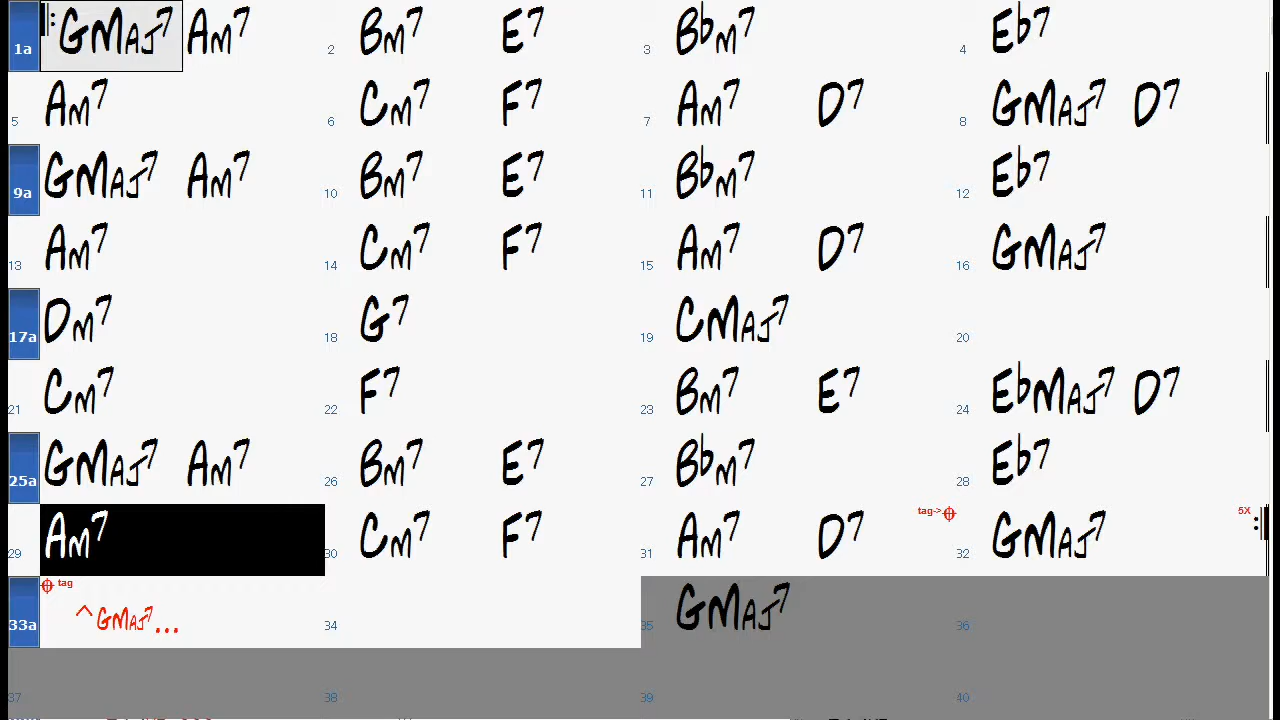 1a GMAJ7 Am7 2 Bm7 E7 3 Bbm7 4 Eb7
5 Am7 6 Cm7 F7 7 Am7 D7 8 GMAJ7 D7
9a GMAJ7 Am7 10 Bm7 E7 11 Bbm7 12 Eb7
13 Am7 14 Cm7 F7 15 Am7 D7 16 GMAJ7
17a Dm7 18 G7 19 CMAJ7 20
21 Cm7 22 F7 23 Bm7 E7 24 EbMAJ7 D7
25a GMAJ7 Am7 26 Bm7 E7 27 Bbm7 28 Eb7
tag-> 5X
29 Am7 30 Cm7 F7 31 Am7 D7 32 GMAJ7
tag
33a ^GMAJ7... 34 35 GMAJ7 36
37 38 39 40